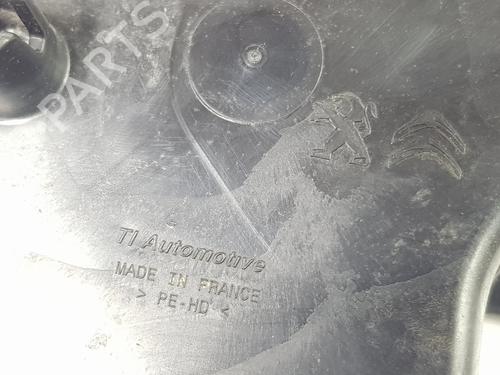 B-PARTS
TI Automotive
MADE IN FRANCE
> PE-HD <